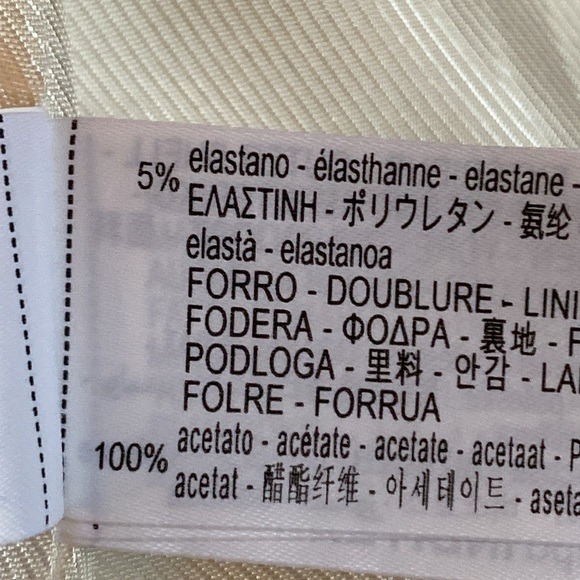 5% elastano - élasthanne - elastane -
ΕΛΑΣΤΙΝΗ - ポリウレタン - 氨纶
elastà - elastanoa
FORRO - DOUBLURE - LINI
FODERA - ΦΟΔΡΑ - 裏地 - F
PODLOGA - 里料 - 안감 - LA
FOLRE - FORRUA
100% acetato - acétate - acetate - acetaat - P
acetat - 醋酯纤维 - 아세테이트 - aseta